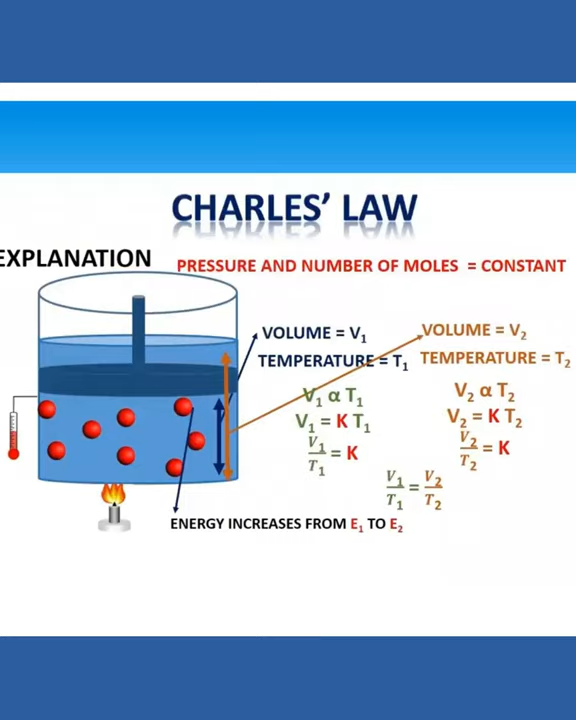 CHARLES' LAW
EXPLANATION
PRESSURE AND NUMBER OF MOLES = CONSTANT
VOLUME = V₁
TEMPERATURE = T₁
V₁ α T₁
V₁ = K T₁
V₁/T₁ = K
VOLUME = V₂
TEMPERATURE = T₂
V₂ α T₂
V₂ = K T₂
V₂/T₂ = K
V₁/T₁ = V₂/T₂
ENERGY INCREASES FROM E₁ TO E₂